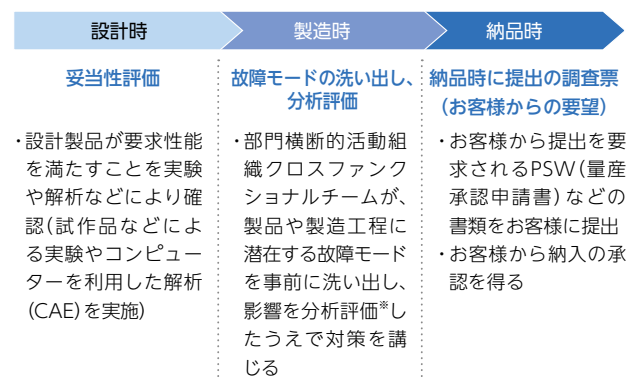 設計時
製造時
納品時
妥当性評価
・設計製品が要求性能
を満たすことを実験
や解析などにより確
認(試作品などによ
る実験やコンピュー
ターを利用した解析
(CAE)を実施)
故障モードの洗い出し、
分析評価
・部門横断的活動組
織クロスファンク
ショナルチームが、
製品や製造工程に
潜在する故障モード
を事前に洗い出し、
影響を分析評価※し
たうえで対策を講
じる
納品時に提出の調査票
(お客様からの要望)
・お客様から提出を要
求されるPSW(量産
承認申請書)などの
書類をお客様に提出
・お客様から納入の承
認を得る